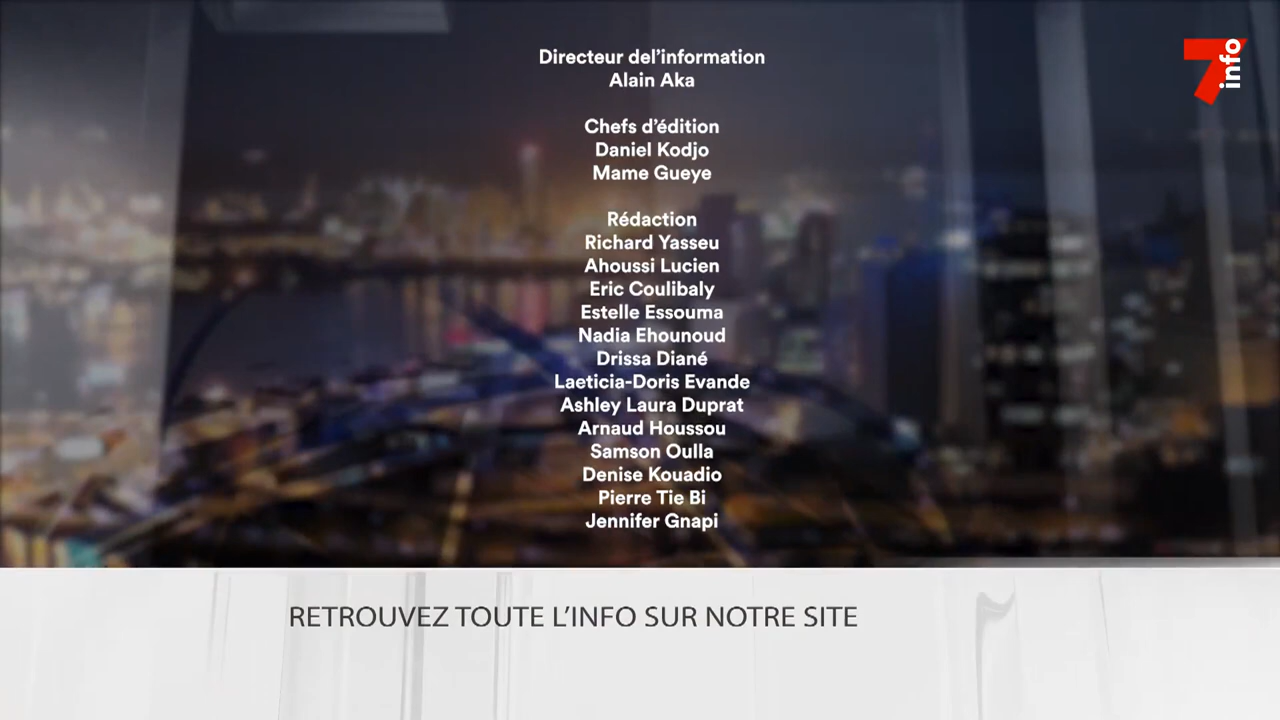 Directeur del’information
Alain Aka
Chefs d’édition
Daniel Kodjo
Mame Gueye
Rédaction
Richard Yasseu
Ahoussi Lucien
Eric Coulibaly
Estelle Essouma
Nadia Ehounoud
Drissa Diané
Laeticia-Doris Evande
Ashley Laura Duprat
Arnaud Houssou
Samson Oulla
Denise Kouadio
Pierre Tie Bi
Jennifer Gnapi
7info
RETROUVEZ TOUTE L’INFO SUR NOTRE SITE